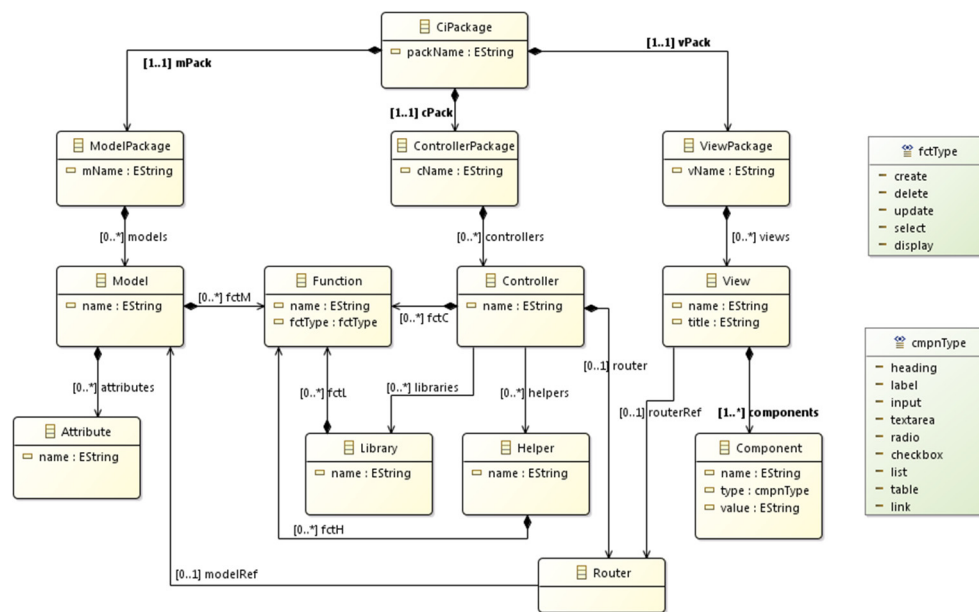 CiPackage
packName : EString
[1..1] mPack
[1..1] vPack
[1..1] cPack
ModelPackage
mName : EString
ControllerPackage
cName : EString
ViewPackage
vName : EString
fctType
create
delete
update
select
display
[0..*] models
[0..*] controllers
[0..*] views
Model
name : EString
[0..*] fctM
Function
name : EString
fctType : fctType
[0..*] fctC
Controller
name : EString
View
name : EString
title : EString
cmpnType
heading
label
input
textarea
radio
checkbox
list
table
link
[0..*] attributes
[0..*] fctL
[0..*] libraries
[0..*] helpers
[0..1] router
[0..1] routerRef
[1..*] components
Attribute
name : EString
Library
name : EString
Helper
name : EString
Component
name : EString
type : cmpnType
value : EString
[0..*] fctH
[0..1] modelRef
Router